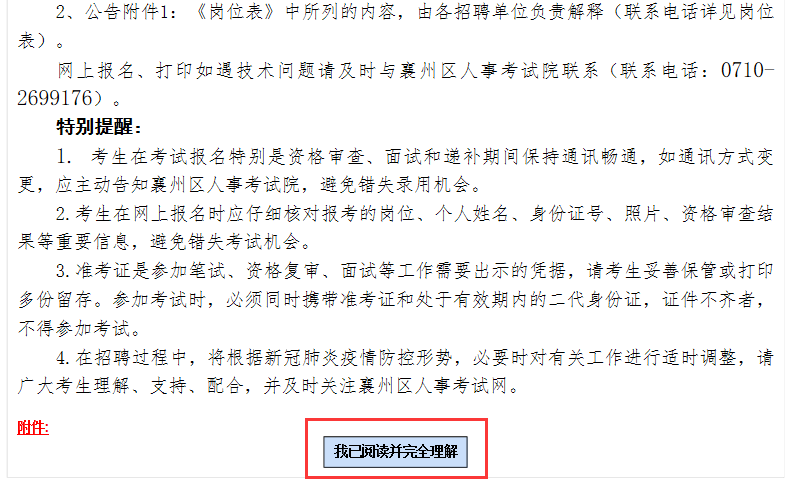 2、公告附件1：《岗位表》中所列的内容，由各招聘单位负责解释（联系电话详见岗位
表）。
网上报名、打印如遇技术问题请及时与襄州区人事考试院联系（联系电话：0710-
2699176）。
特别提醒：
1. 考生在考试报名特别是资格审查、面试和递补期间保持通讯畅通，如通讯方式变
更，应主动告知襄州区人事考试院，避免错失录用机会。
2.考生在网上报名时应仔细核对报考的岗位、个人姓名、身份证号、照片、资格审查结
果等重要信息，避免错失考试机会。
3.准考证是参加笔试、资格复审、面试等工作需要出示的凭据，请考生妥善保管或打印
多份留存。参加考试时，必须同时携带准考证和处于有效期内的二代身份证，证件不齐者，
不得参加考试。
4.在招聘过程中，将根据新冠肺炎疫情防控形势，必要时对有关工作进行适时调整，请
广大考生理解、支持、配合，并及时关注襄州区人事考试网。
附件:
我已阅读并完全理解